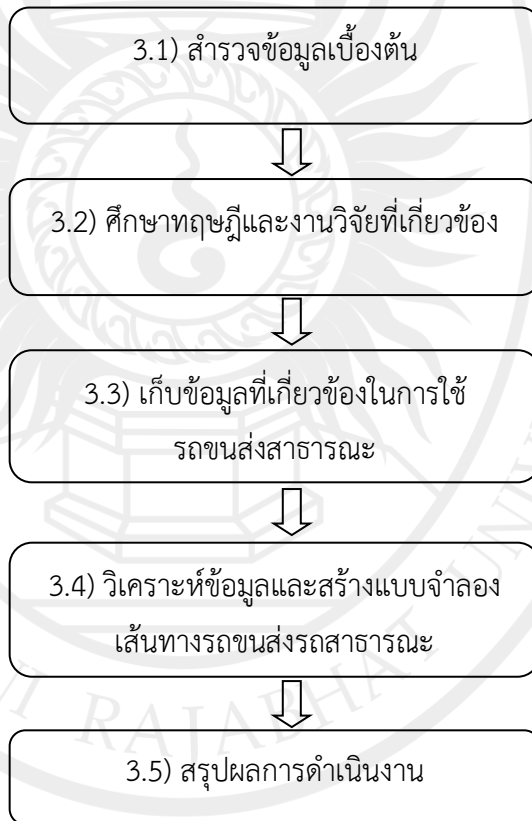 3.1) สำรวจข้อมูลเบื้องต้น
3.2) ศึกษาทฤษฎีและงานวิจัยที่เกี่ยวข้อง
3.3) เก็บข้อมูลที่เกี่ยวข้องในการใช้
รถขนส่งสาธารณะ
3.4) วิเคราะห์ข้อมูลและสร้างแบบจำลอง
เส้นทางรถขนส่งรถสาธารณะ
3.5) สรุปผลการดำเนินงาน
RAJABHAT